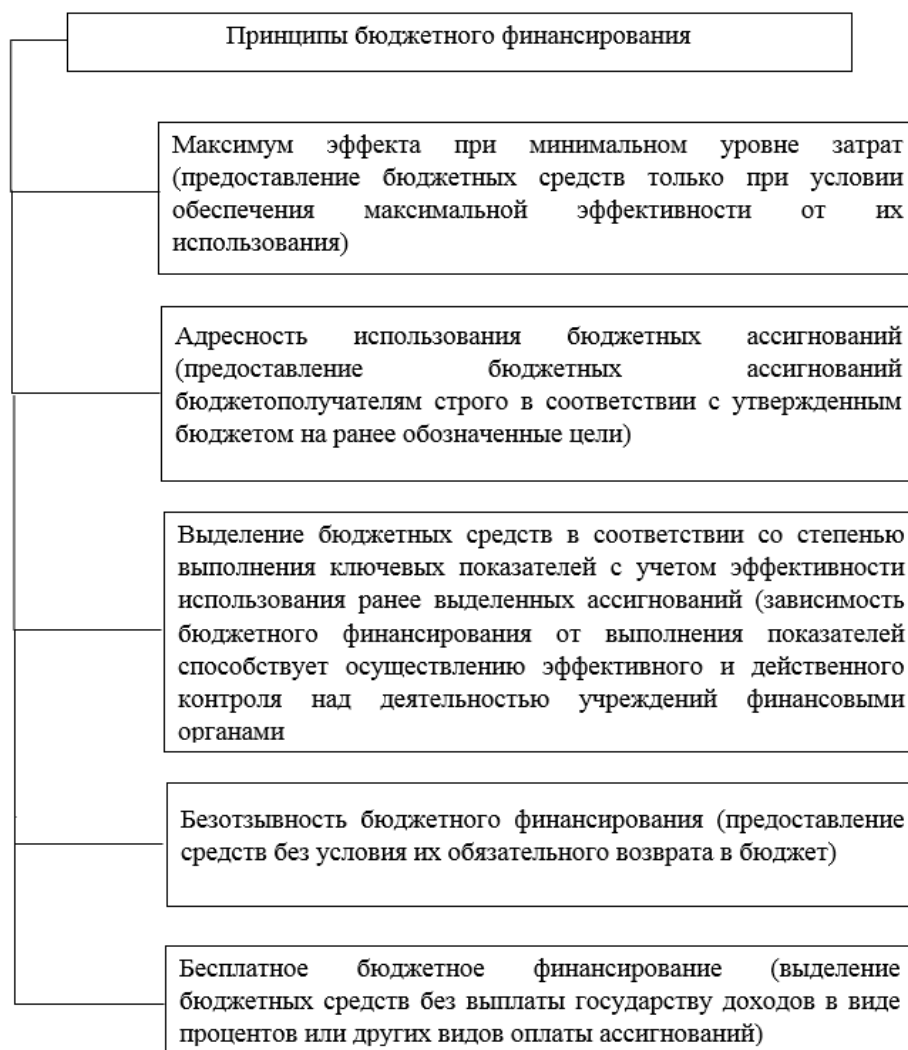 Принципы бюджетного финансирования
Максимум эффекта при минимальном уровне затрат
(предоставление бюджетных средств только при условии
обеспечения максимальной эффективности от их
использования)
Адресность использования бюджетных ассигнований
(предоставление бюджетных ассигнований
бюджетополучателям строго в соответствии с утвержденным
бюджетом на ранее обозначенные цели)
Выделение бюджетных средств в соответствии со степенью
выполнения ключевых показателей с учетом эффективности
использования ранее выделенных ассигнований (зависимость
бюджетного финансирования от выполнения показателей
способствует осуществлению эффективного и действенного
контроля над деятельностью учреждений финансовыми
органами
Безотзывность бюджетного финансирования (предоставление
средств без условия их обязательного возврата в бюджет)
Бесплатное бюджетное финансирование (выделение
бюджетных средств без выплаты государству доходов в виде
процентов или других видов оплаты ассигнований)